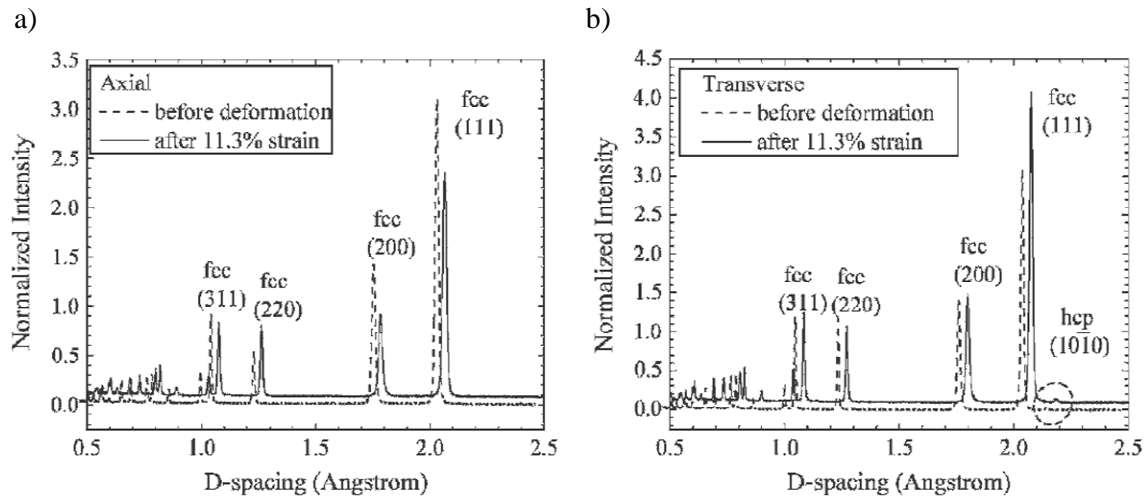 a)
3.5
3.0
2.5
2.0
1.5
1.0
0.5
0.0
Normalized Intensity
Axial
before deformation
after 11.3% strain
fcc
(311)
fcc
(220)
fcc
(200)
fcc
(111)
0.5 1.0 1.5 2.0 2.5
D-spacing (Angstrom)
b)
4.5
4.0
3.5
3.0
2.5
2.0
1.5
1.0
0.5
0.0
Normalized Intensity
Transverse
before deformation
after 11.3% strain
fcc
(311)
fcc
(220)
fcc
(200)
fcc
(111)
hcp
(101̄0)
0.5 1.0 1.5 2.0 2.5
D-spacing (Angstrom)